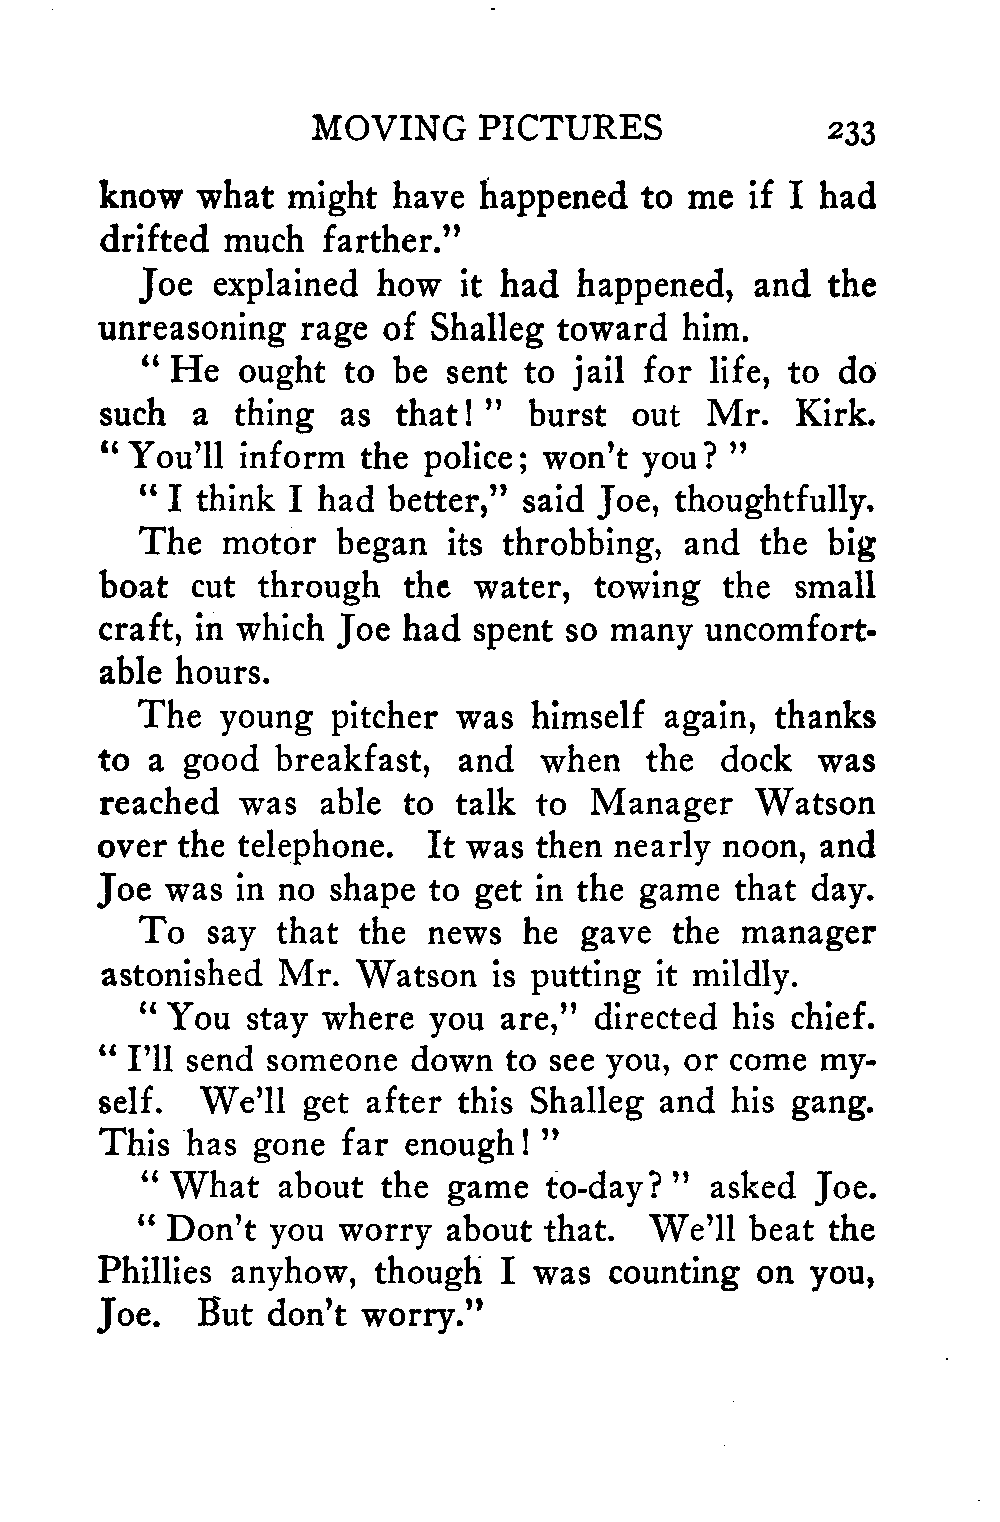 MOVING PICTURES 233
know what might have happened to me if I had
drifted much farther."
Joe explained how it had happened, and the
unreasoning rage of Shalleg toward him.
" He ought to be sent to jail for life, to do
such a thing as that! " burst out Mr. Kirk.
" You'll inform the police; won't you? "
" I think I had better," said Joe, thoughtfully.
The motor began its throbbing, and the big
boat cut through the water, towing the small
craft, in which Joe had spent so many uncomfort-
able hours.
The young pitcher was himself again, thanks
to a good breakfast, and when the dock was
reached was able to talk to Manager Watson
over the telephone. It was then nearly noon, and
Joe was in no shape to get in the game that day.
To say that the news he gave the manager
astonished Mr. Watson is putting it mildly.
" You stay where you are," directed his chief.
" I'll send someone down to see you, or come my-
self. We'll get after this Shalleg and his gang.
This has gone far enough! "
" What about the game to-day? " asked Joe.
" Don't you worry about that. We'll beat the
Phillies anyhow, though I was counting on you,
Joe. But don't worry."